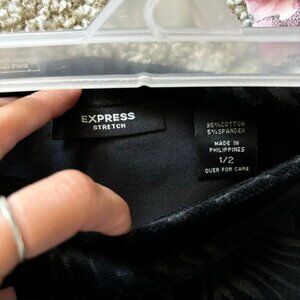 EXPRESS
STRETCH
95% COTTON
5% SPANDEX
MADE IN
PHILIPPINES
1/2
OVER FOR CARE